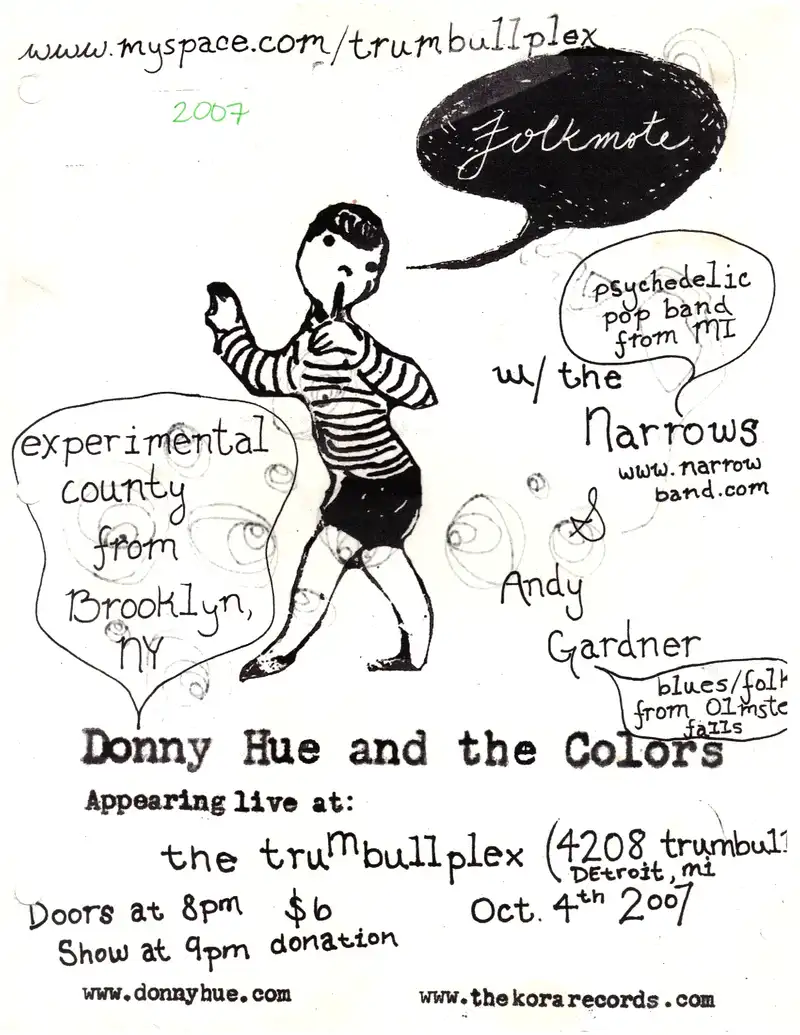 www.myspace.com/trumbullplex
2007
Folkmote
psychedelic
pop band
from MI
w/ the
Narrows
www.narrow
band.com
&
Andy
Gardner
blues/folk
from Olmste
falls
experimental
county
from
Brooklyn,
NY
Donny Hue and the Colors
Appearing live at:
the trumbullplex (4208 trumbull
DEtroit, mi
Doors at 8pm $6
Oct. 4th 2007
Show at 9pm donation
www.donnyhue.com
www.thekorarecords.com